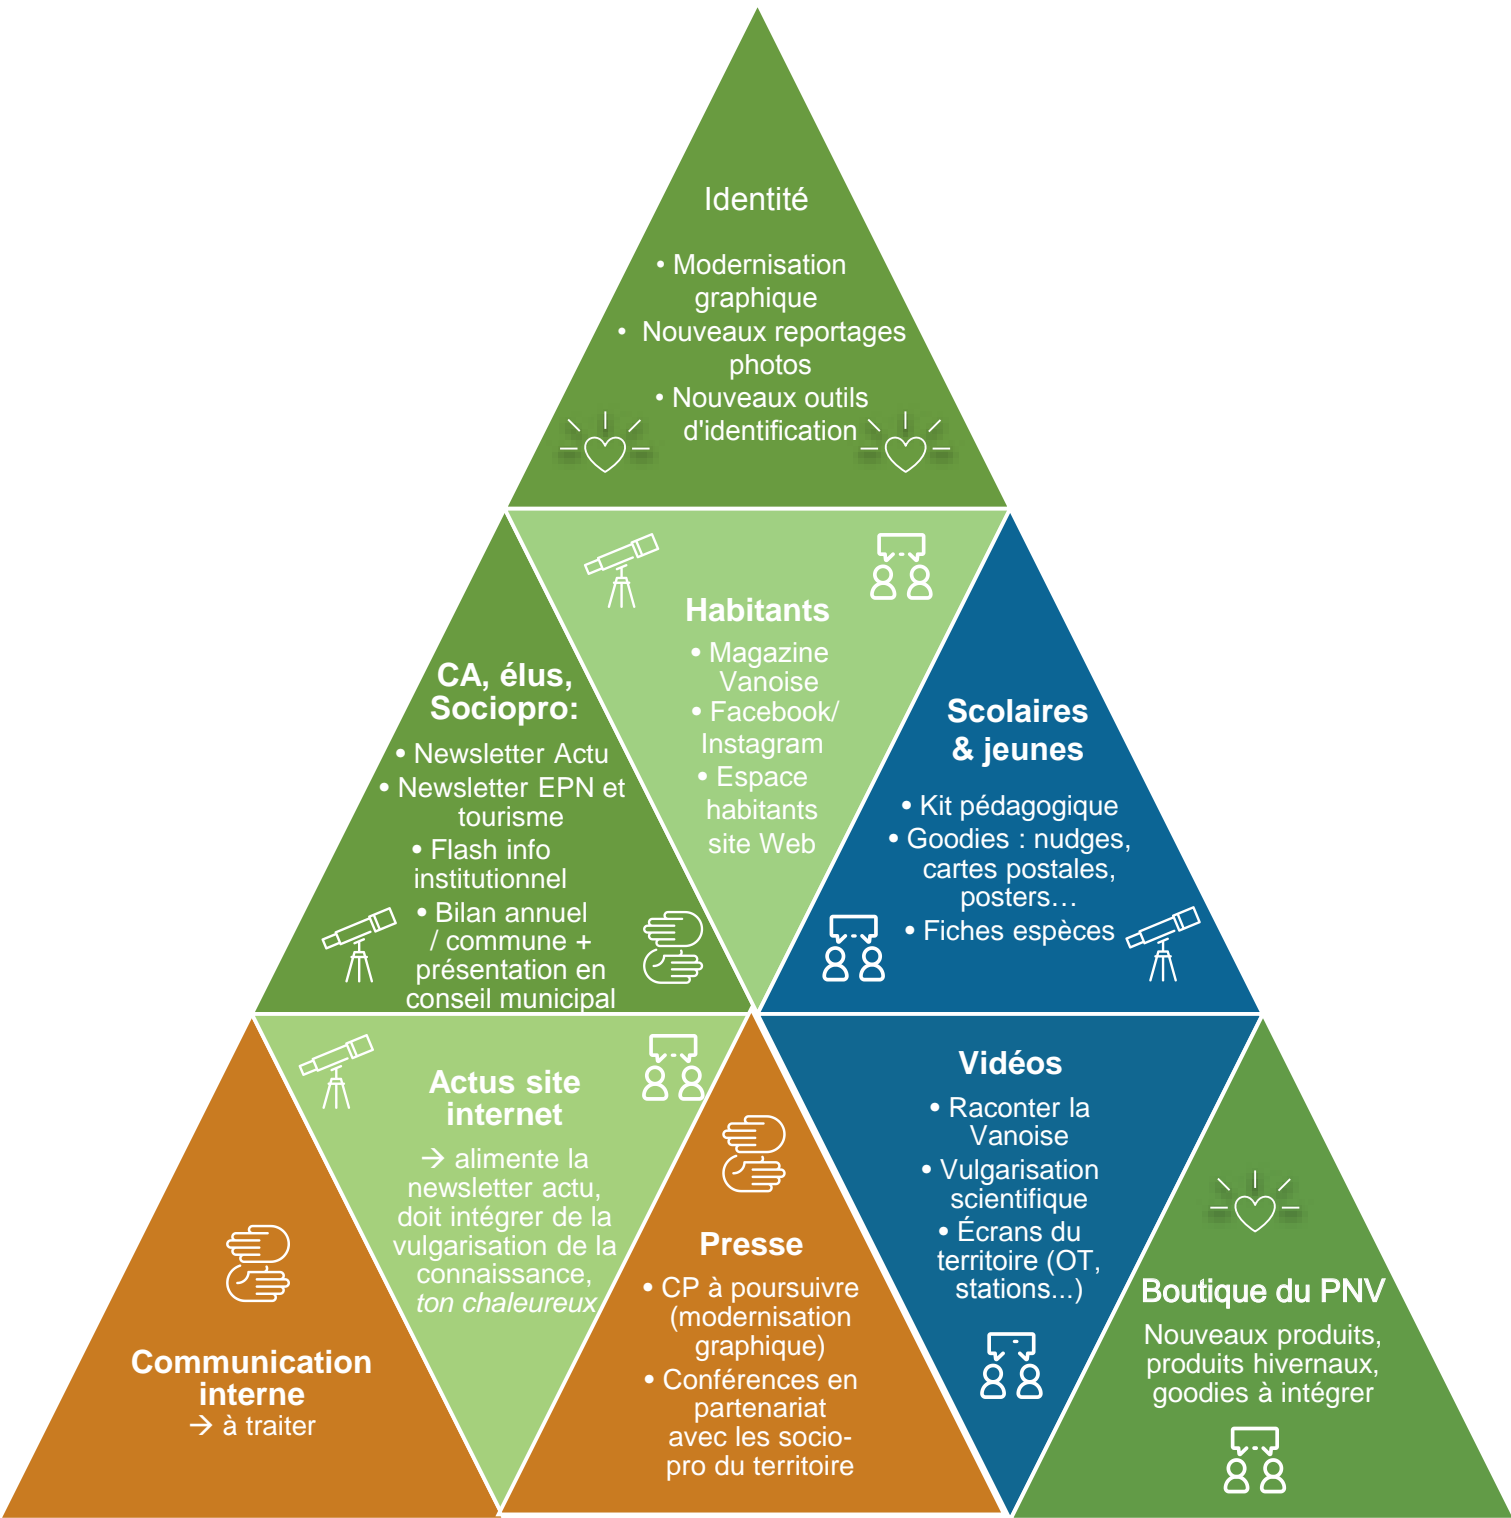 Identité
• Modernisation
graphique
• Nouveaux reportages
photos
• Nouveaux outils
d'identification
Habitants
• Magazine
Vanoise
• Facebook/
Instagram
• Espace
habitants
site Web
CA, élus,
Sociopro:
• Newsletter Actu
• Newsletter EPN et
tourisme
• Flash info
institutionnel
• Bilan annuel
/ commune +
présentation en
conseil municipal
Scolaires
& jeunes
• Kit pédagogique
• Goodies : nudges,
cartes postales,
posters…
• Fiches espèces
Communication
interne
→ à traiter
Actus site
internet
→ alimente la
newsletter actu,
doit intégrer de la
vulgarisation de la
connaissance,
ton chaleureux
Presse
• CP à poursuivre
(modernisation
graphique)
• Conférences en
partenariat
avec les socio-
pro du territoire
Vidéos
• Raconter la
Vanoise
• Vulgarisation
scientifique
• Écrans du
territoire (OT,
stations...)
Boutique du PNV
Nouveaux produits,
produits hivernaux,
goodies à intégrer